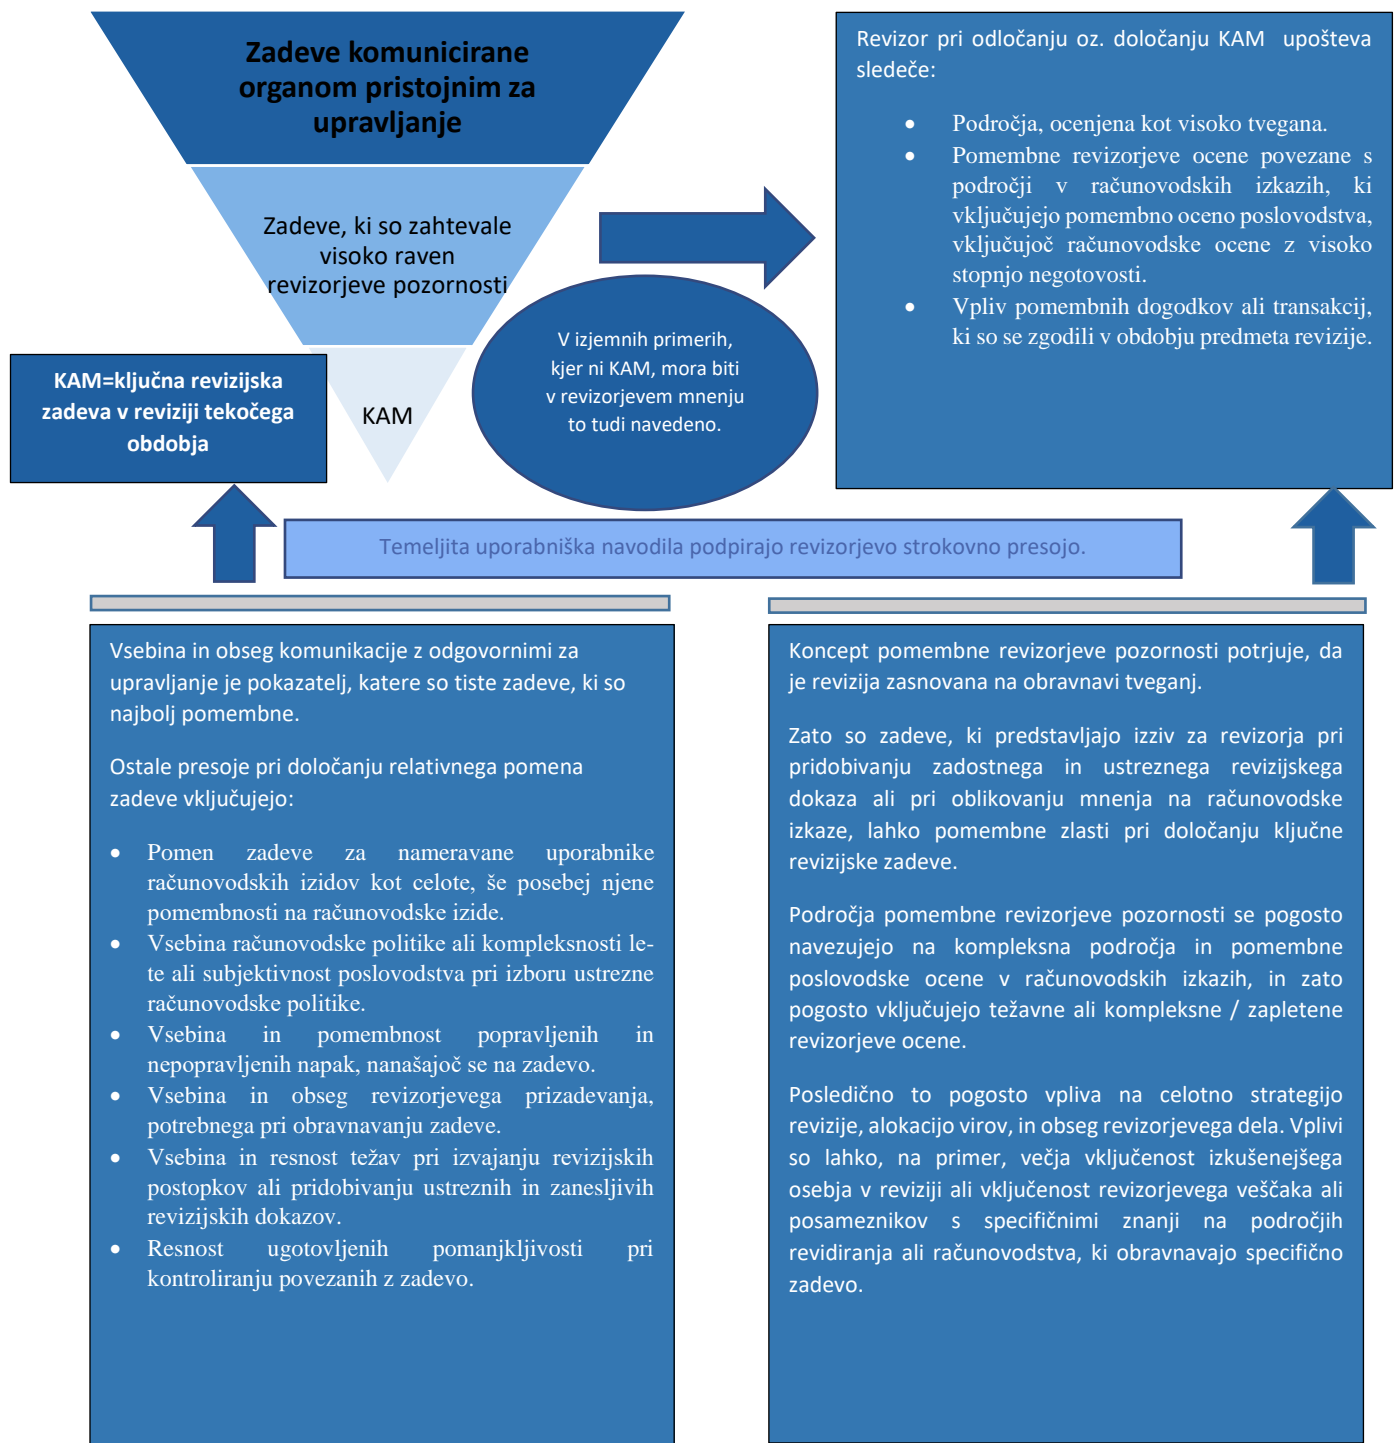 Zadeve komunicirane
organom pristojnim za
upravljanje
Zadeve, ki so zahtevale
visoko raven
revizorjeve pozornosti
KAM
KAM=ključna revizijska
zadeva v reviziji tekočega
obdobja
V izjemnih primerih,
kjer ni KAM, mora biti
v revizorjevem mnenju
to tudi navedeno.
Revizor pri odločanju oz. določanju KAM upošteva
sledeče:
• Področja, ocenjena kot visoko tvegana.
• Pomembne revizorjeve ocene povezane s
področji v računovodskih izkazih, ki
vključujejo pomembno oceno poslovodstva,
vključujoč računovodske ocene z visoko
stopnjo negotovosti.
• Vpliv pomembnih dogodkov ali transakcij,
ki so se zgodili v obdobju predmeta revizije.
Temeljita uporabniška navodila podpirajo revizorjevo strokovno presojo.
Vsebina in obseg komunikacije z odgovornimi za
upravljanje je pokazatelj, katere so tiste zadeve, ki so
najbolj pomembne.
Ostale presoje pri določanju relativnega pomena
zadeve vključujejo:
• Pomen zadeve za nameravane uporabnike
računovodskih izidov kot celote, še posebej njene
pomembnosti na računovodske izide.
• Vsebina računovodske politike ali kompleksnosti le-
te ali subjektivnost poslovodstva pri izboru ustrezne
računovodske politike.
• Vsebina in pomembnost popravljenih in
nepopravljenih napak, nanašajoč se na zadevo.
• Vsebina in obseg revizorjevega prizadevanja,
potrebnega pri obravnavanju zadeve.
• Vsebina in resnost težav pri izvajanju revizijskih
postopkov ali pridobivanju ustreznih in zanesljivih
revizijskih dokazov.
• Resnost ugotovljenih pomanjkljivosti pri
kontroliranju povezanih z zadevo.
Koncept pomembne revizorjeve pozornosti potrjuje, da
je revizija zasnovana na obravnavi tveganj.
Zato so zadeve, ki predstavljajo izziv za revizorja pri
pridobivanju zadostnega in ustreznega revizijskega
dokaza ali pri oblikovanju mnenja na računovodske
izkaze, lahko pomembne zlasti pri določanju ključne
revizijske zadeve.
Področja pomembne revizorjeve pozornosti se pogosto
navezujejo na kompleksna področja in pomembne
poslovodske ocene v računovodskih izkazih, in zato
pogosto vključujejo težavne ali kompleksne / zapletene
revizorjeve ocene.
Posledično to pogosto vpliva na celotno strategijo
revizije, alokacijo virov, in obseg revizorjevega dela. Vplivi
so lahko, na primer, večja vključenost izkušenejšega
osebja v reviziji ali vključenost revizorjevega veščaka ali
posameznikov s specifičnimi znanji na področjih
revidiranja ali računovodstva, ki obravnavajo specifično
zadevo.